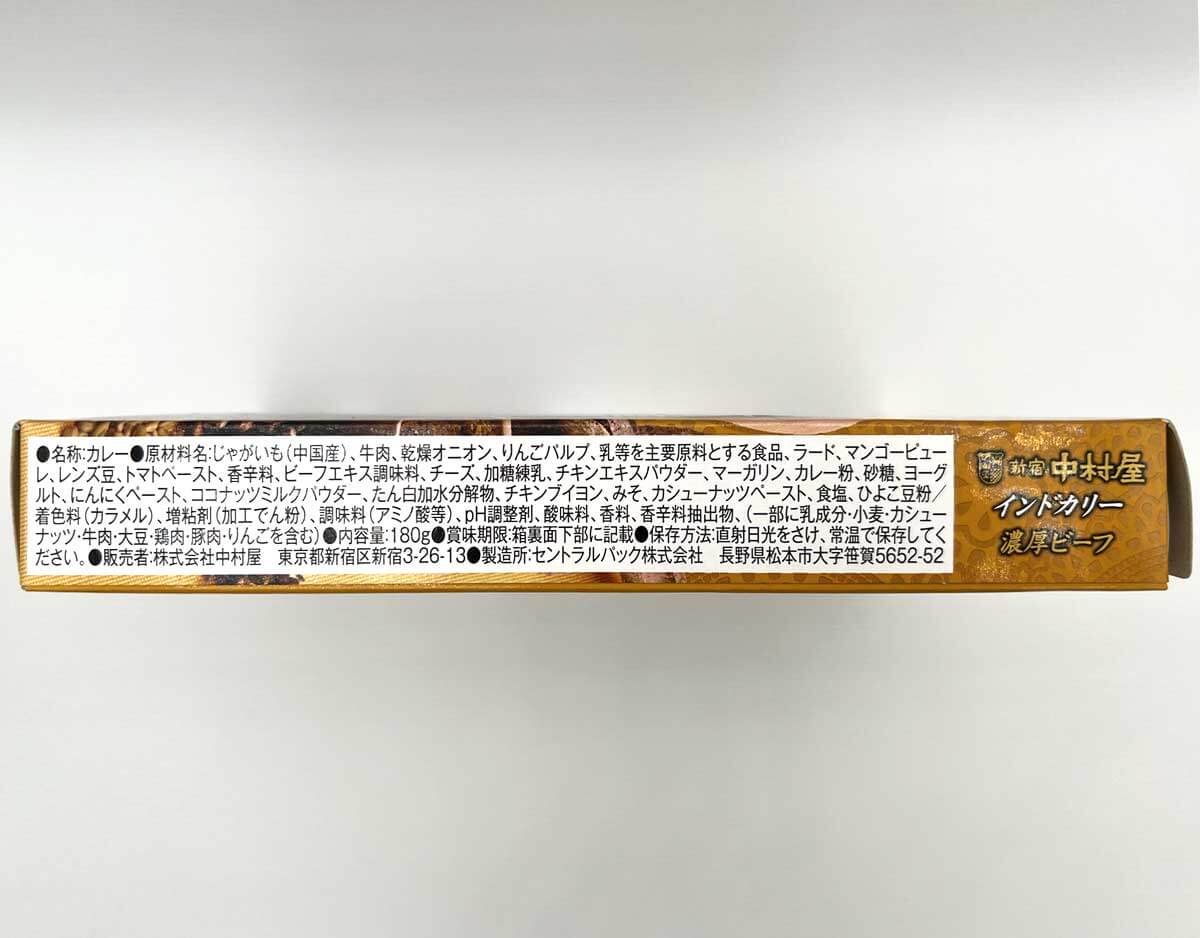 ●名称:カレー●原材料名:じゃがいも(中国産)、牛肉、乾燥オニオン、りんごパルプ、乳等を主要原料とする食品、ラード、マンゴーピュー
レ、レンズ豆、トマトペースト、香辛料、ビーフエキス調味料、チーズ、加糖練乳、チキンエキスパウダー、マーガリン、カレー粉、砂糖、ヨーグ
ルト、にんにくペースト、ココナッツミルクパウダー、たん白加水分解物、チキンブイヨン、みそ、カシューナッツペースト、食塩、ひよこ豆粉/
着色料(カラメル)、増粘剤(加工でん粉)、調味料(アミノ酸等)、pH調整剤、酸味料、香料、香辛料抽出物、(一部に乳成分・小麦・カシュー
ナッツ・牛肉・大豆・鶏肉・豚肉・りんごを含む)●内容量:180g●賞味期限:箱裏面下部に記載●保存方法:直射日光をさけ、常温で保存してく
ださい。●販売者:株式会社中村屋　東京都新宿区新宿3-26-13●製造所:セントラルパック株式会社　長野県松本市大字笹賀5652-52
新宿中村屋
インドカリー
濃厚ビーフ